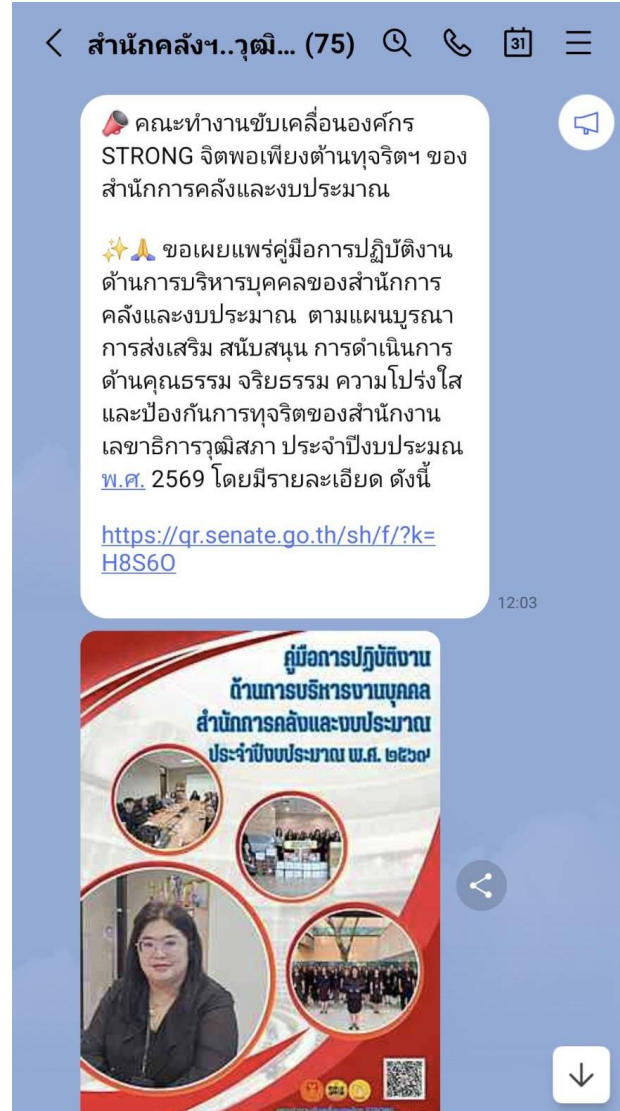 สำนักคลังฯ..วุฒิ... (75)
31
คณะทำงานขับเคลื่อนองค์กร
STRONG จิตพอเพียงต้านทุจริตฯ ของ
สำนักการคลังและงบประมาณ
ขอเผยแพร่คู่มือการปฏิบัติงาน
ด้านการบริหารบุคคลของสำนักการ
คลังและงบประมาณ ตามแผนบูรณา
การส่งเสริม สนับสนุน การดำเนินการ
ด้านคุณธรรม จริยธรรม ความโปร่งใส
และป้องกันการทุจริตของสำนักงาน
เลขาธิการวุฒิสภา ประจำปีงบประมณ
พ.ศ. 2569 โดยมีรายละเอียด ดังนี้
https://qr.senate.go.th/sh/f/?k=
H8S6O
12:03
คู่มือการปฏิบัติงาน
ด้านการบริหารงานบุคคล
สำนักการคลังและงบประมาณ
ประจำปีงบประมาณ พ.ศ. ๒๕๖๙